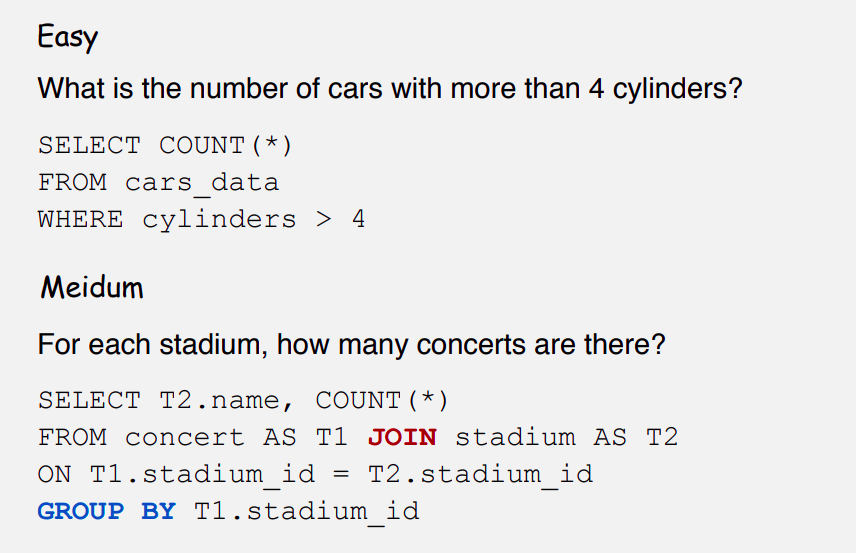 Easy
What is the number of cars with more than 4 cylinders?
SELECT COUNT(*)
FROM cars_data
WHERE cylinders > 4
Meidum
For each stadium, how many concerts are there?
SELECT T2.name, COUNT(*)
FROM concert AS T1 JOIN stadium AS T2
ON T1.stadium_id = T2.stadium_id
GROUP BY T1.stadium_id